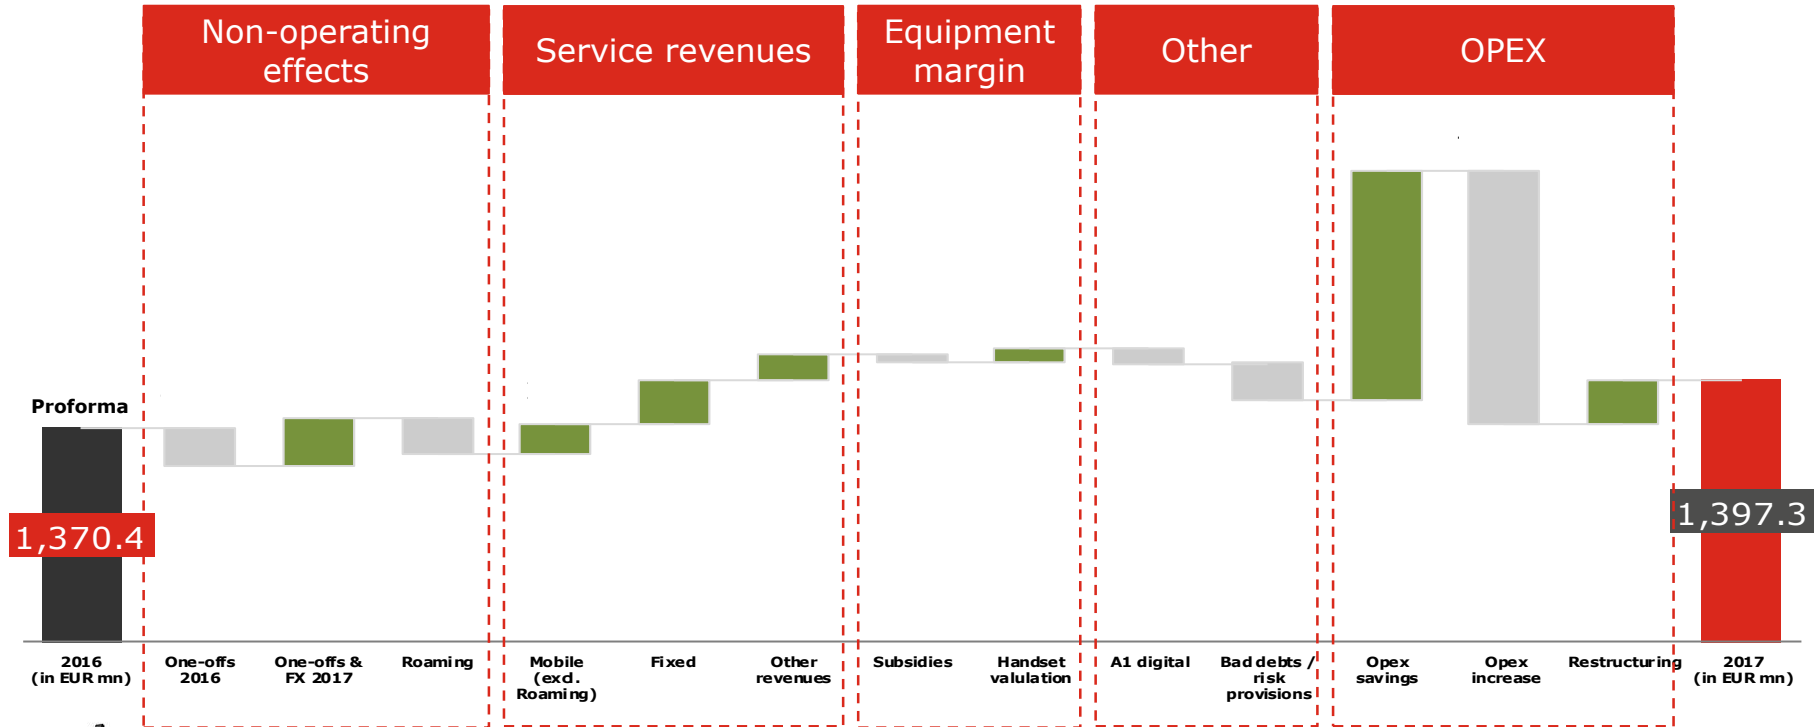 Non-operating
effects
Service revenues
Equipment
margin
Other
OPEX
Proforma
1,370.4
1,397.3
2016
(in EUR mn)
One-offs
2016
One-offs &
FX 2017
Roaming
Mobile
(excl.
Roaming)
Fixed
Other
revenues
Subsidies
Handset
valulation
A1 digital
Bad debts /
risk
provisions
Opex
savings
Opex
increase
Restructuring
2017
(in EUR mn)